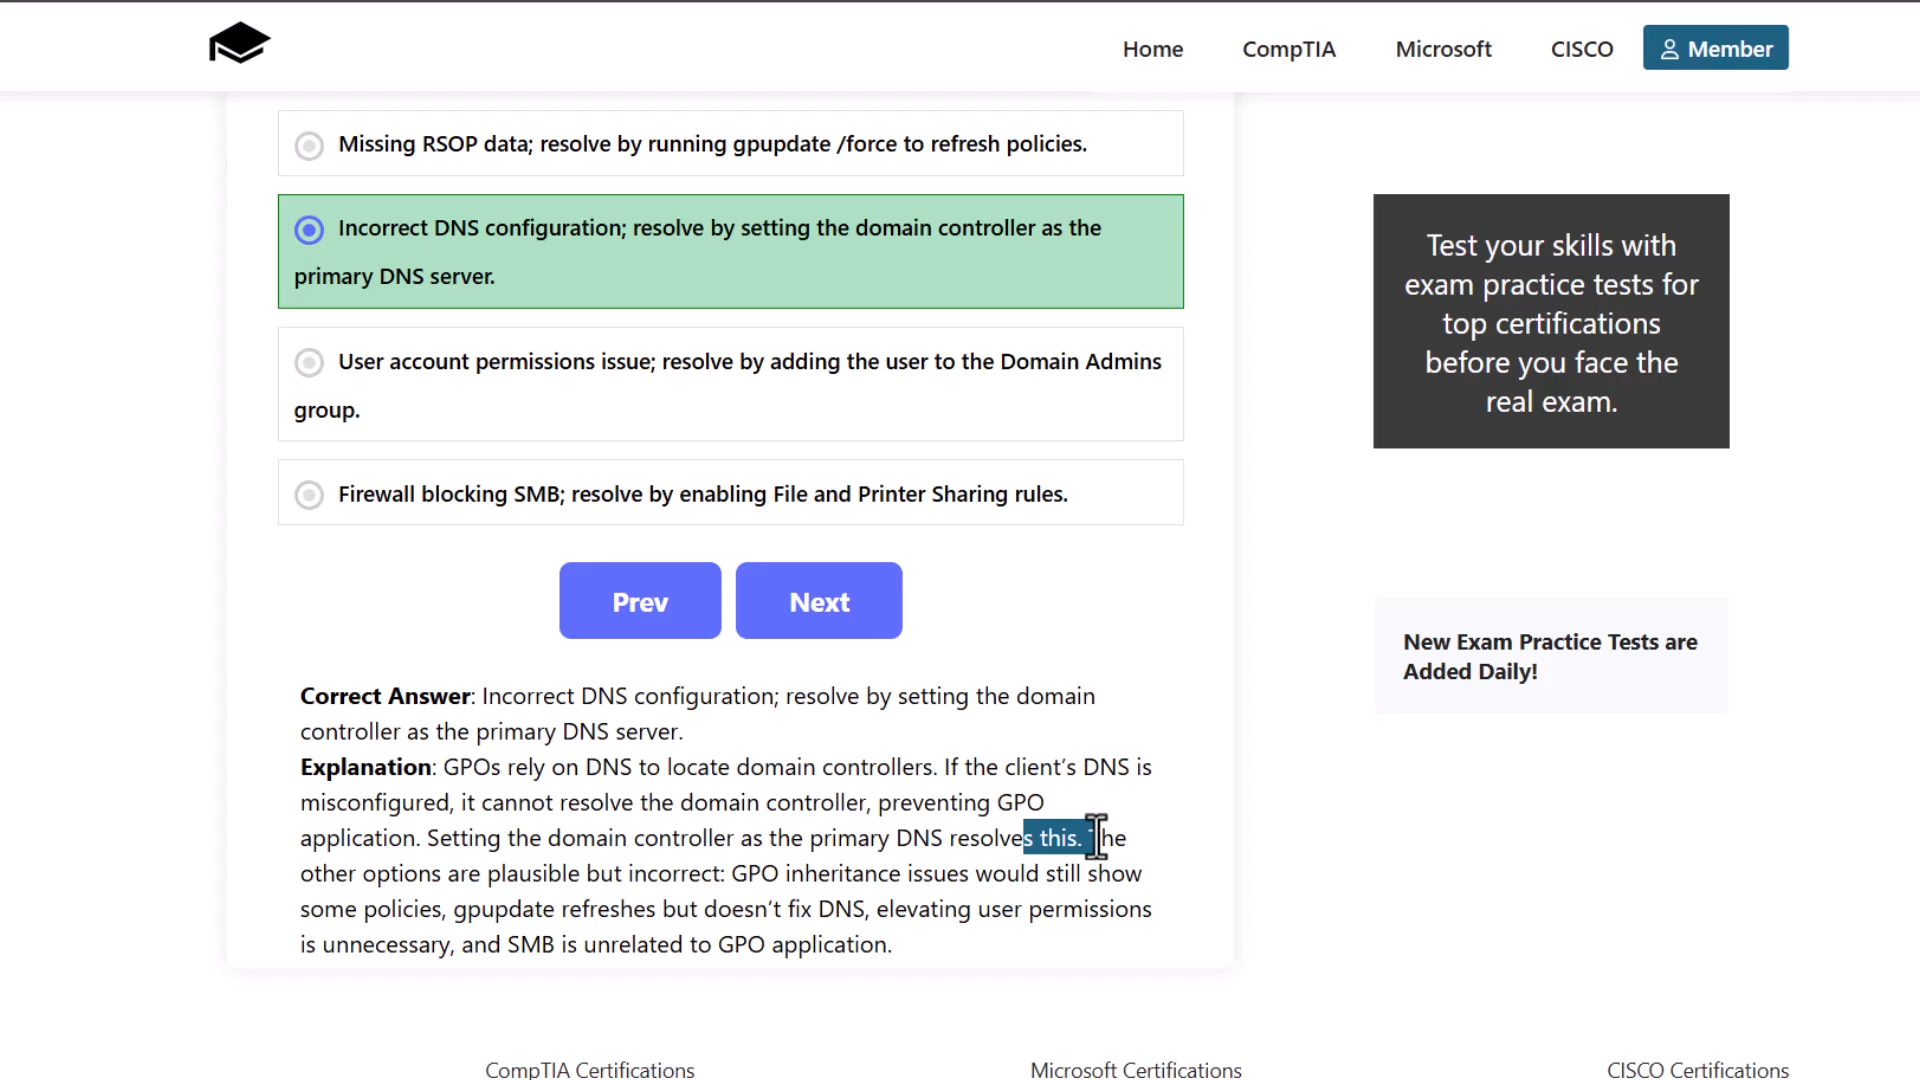 Home CompTIA Microsoft CISCO Member
Missing RSOP data; resolve by running gpupdate /force to refresh policies.
Incorrect DNS configuration; resolve by setting the domain controller as the
primary DNS server.
User account permissions issue; resolve by adding the user to the Domain Admins
group.
Firewall blocking SMB; resolve by enabling File and Printer Sharing rules.
Prev Next
Correct Answer: Incorrect DNS configuration; resolve by setting the domain
controller as the primary DNS server.
Explanation: GPOs rely on DNS to locate domain controllers. If the client’s DNS is
misconfigured, it cannot resolve the domain controller, preventing GPO
application. Setting the domain controller as the primary DNS resolves this. The
other options are plausible but incorrect: GPO inheritance issues would still show
some policies, gpupdate refreshes but doesn’t fix DNS, elevating user permissions
is unnecessary, and SMB is unrelated to GPO application.
Test your skills with
exam practice tests for
top certifications
before you face the
real exam.
New Exam Practice Tests are
Added Daily!
CompTIA Certifications Microsoft Certifications CISCO Certifications